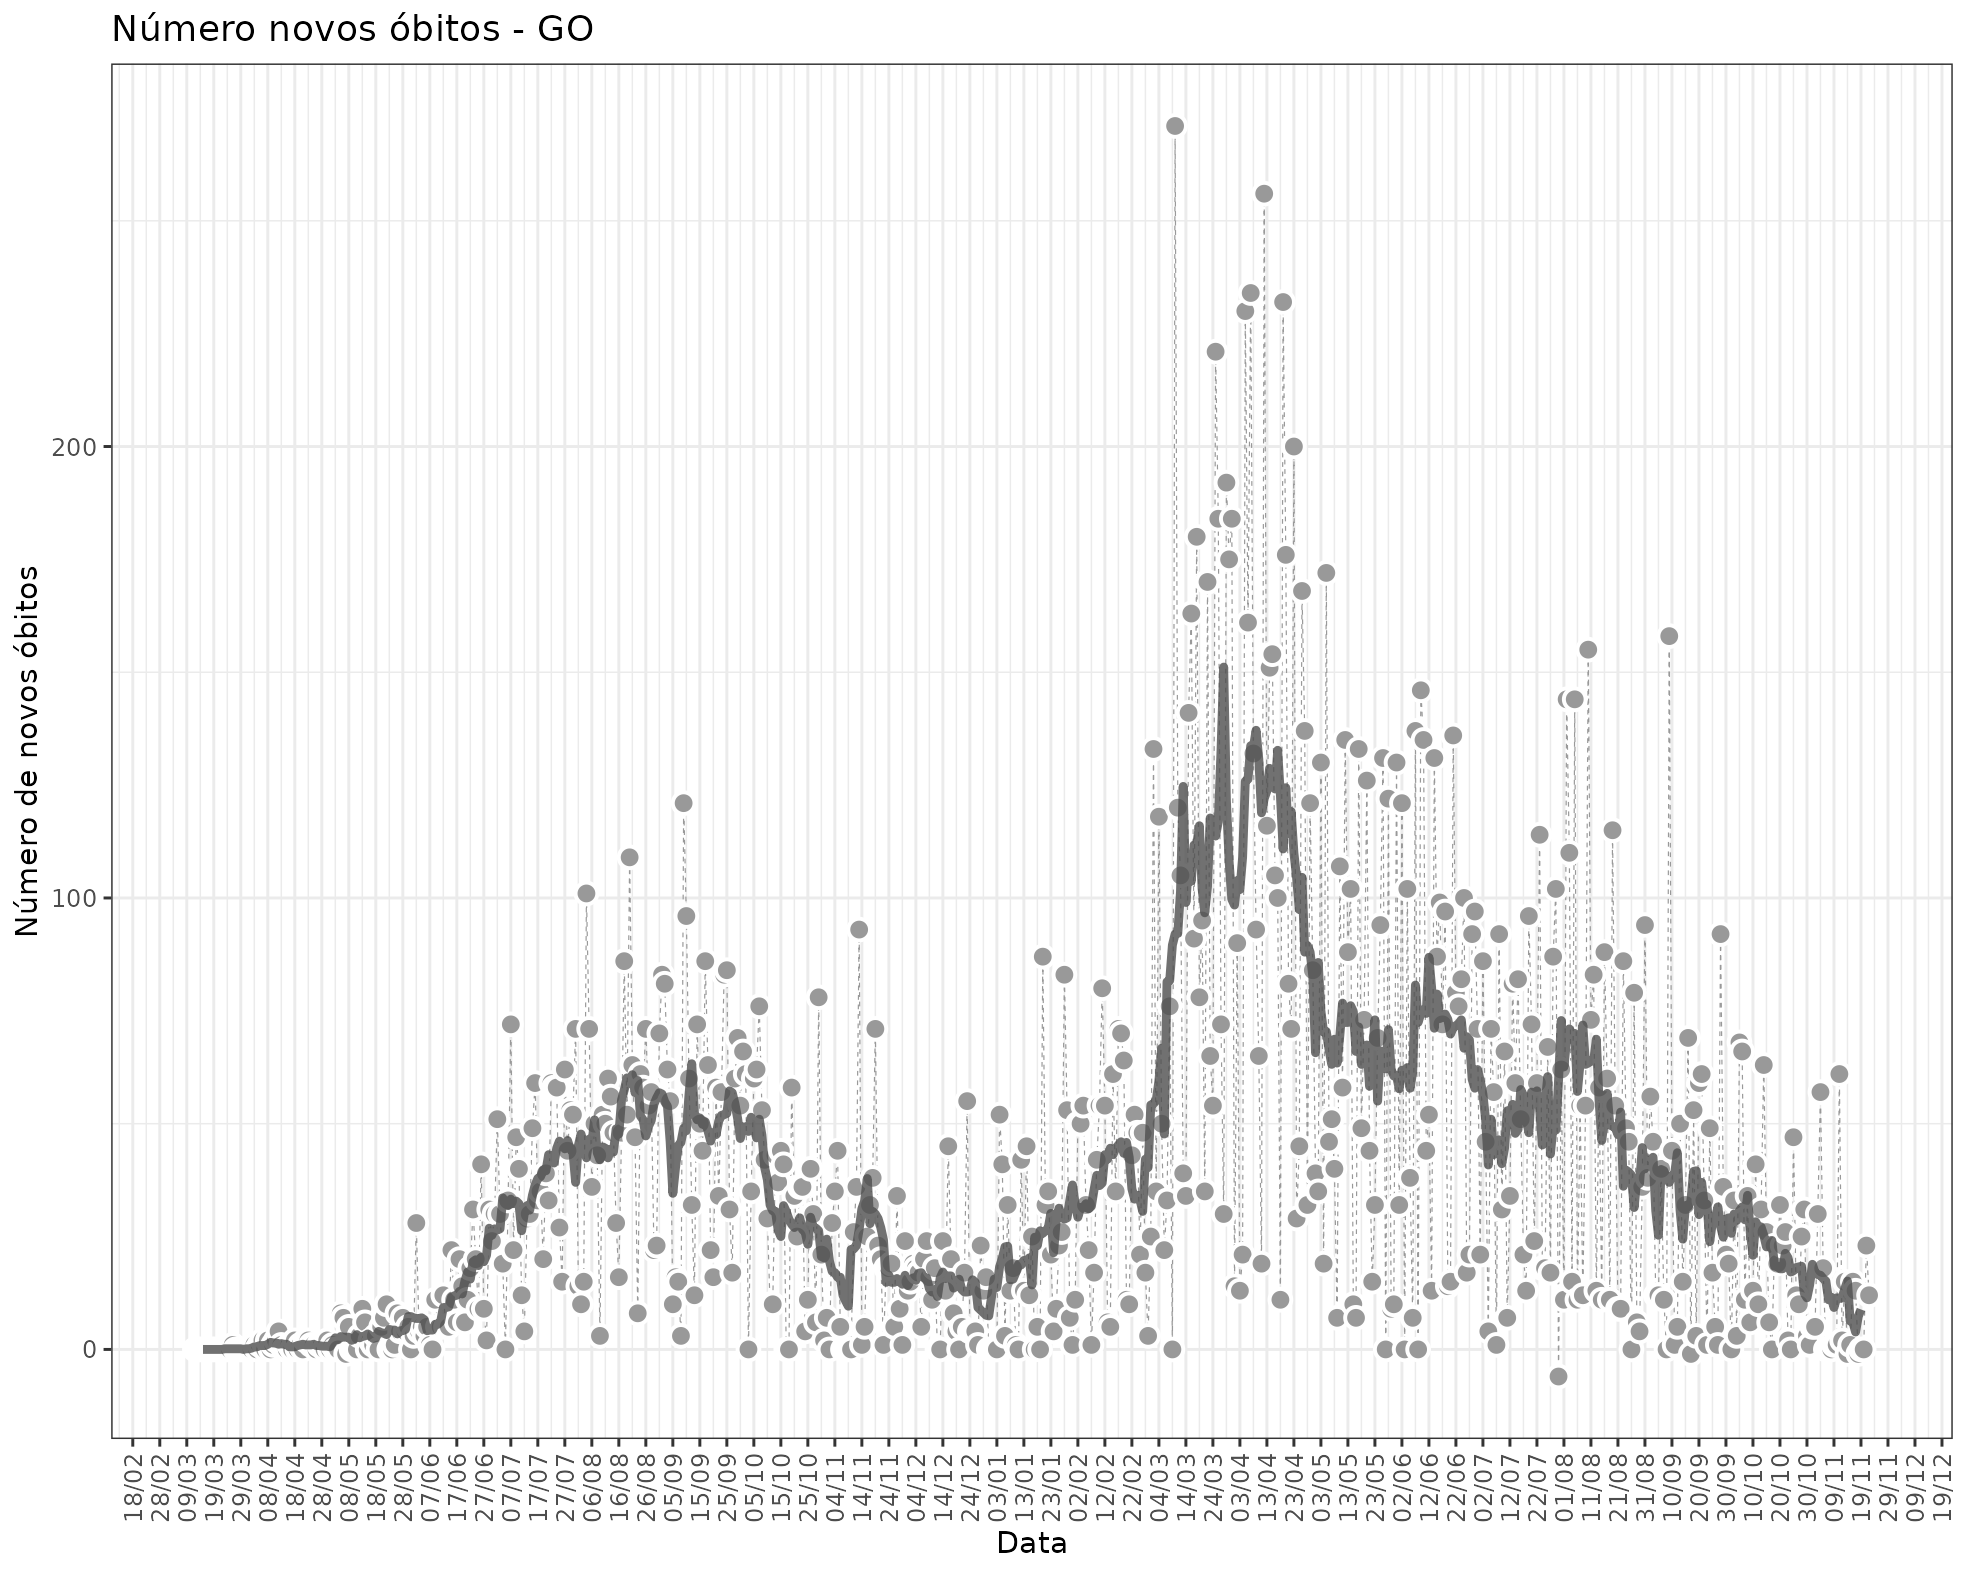 Número novos óbitos - GO
Número de novos óbitos
200
100
0
18/02 28/02 09/03 19/03 29/03 08/04 18/04 28/04 08/05 18/05 28/05 07/06 17/06 27/06 07/07 17/07 27/07 06/08 16/08 26/08 05/09 15/09 25/09 05/10 15/10 25/10 04/11 14/11 24/11 04/12 14/12 24/12 03/01 13/01 23/01 02/02 12/02 22/02 04/03 14/03 24/03 03/04 13/04 23/04 03/05 13/05 23/05 02/06 12/06 22/06 02/07 12/07 22/07 01/08 11/08 21/08 31/08 10/09 20/09 30/09 10/10 20/10 30/10 09/11 19/11 29/11 09/12 19/12
Data